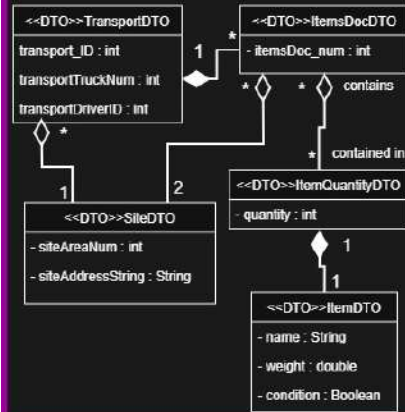 <<DTO>>TransportDTO
transport_ID : int
transportTruckNum : int
transportDriverID : int
1
*
<<DTO>>ItemsDocDTO
- itemsDoc_num : int
*
*
contains
*
1
2
*
contained in
<<DTO>>SiteDTO
- siteAreaNum : int
- siteAddressString : String
<<DTO>>ItemQuantityDTO
- quantity : int
1
1
<<DTO>>ItemDTO
- name : String
- weight : double
- condition : Boolean